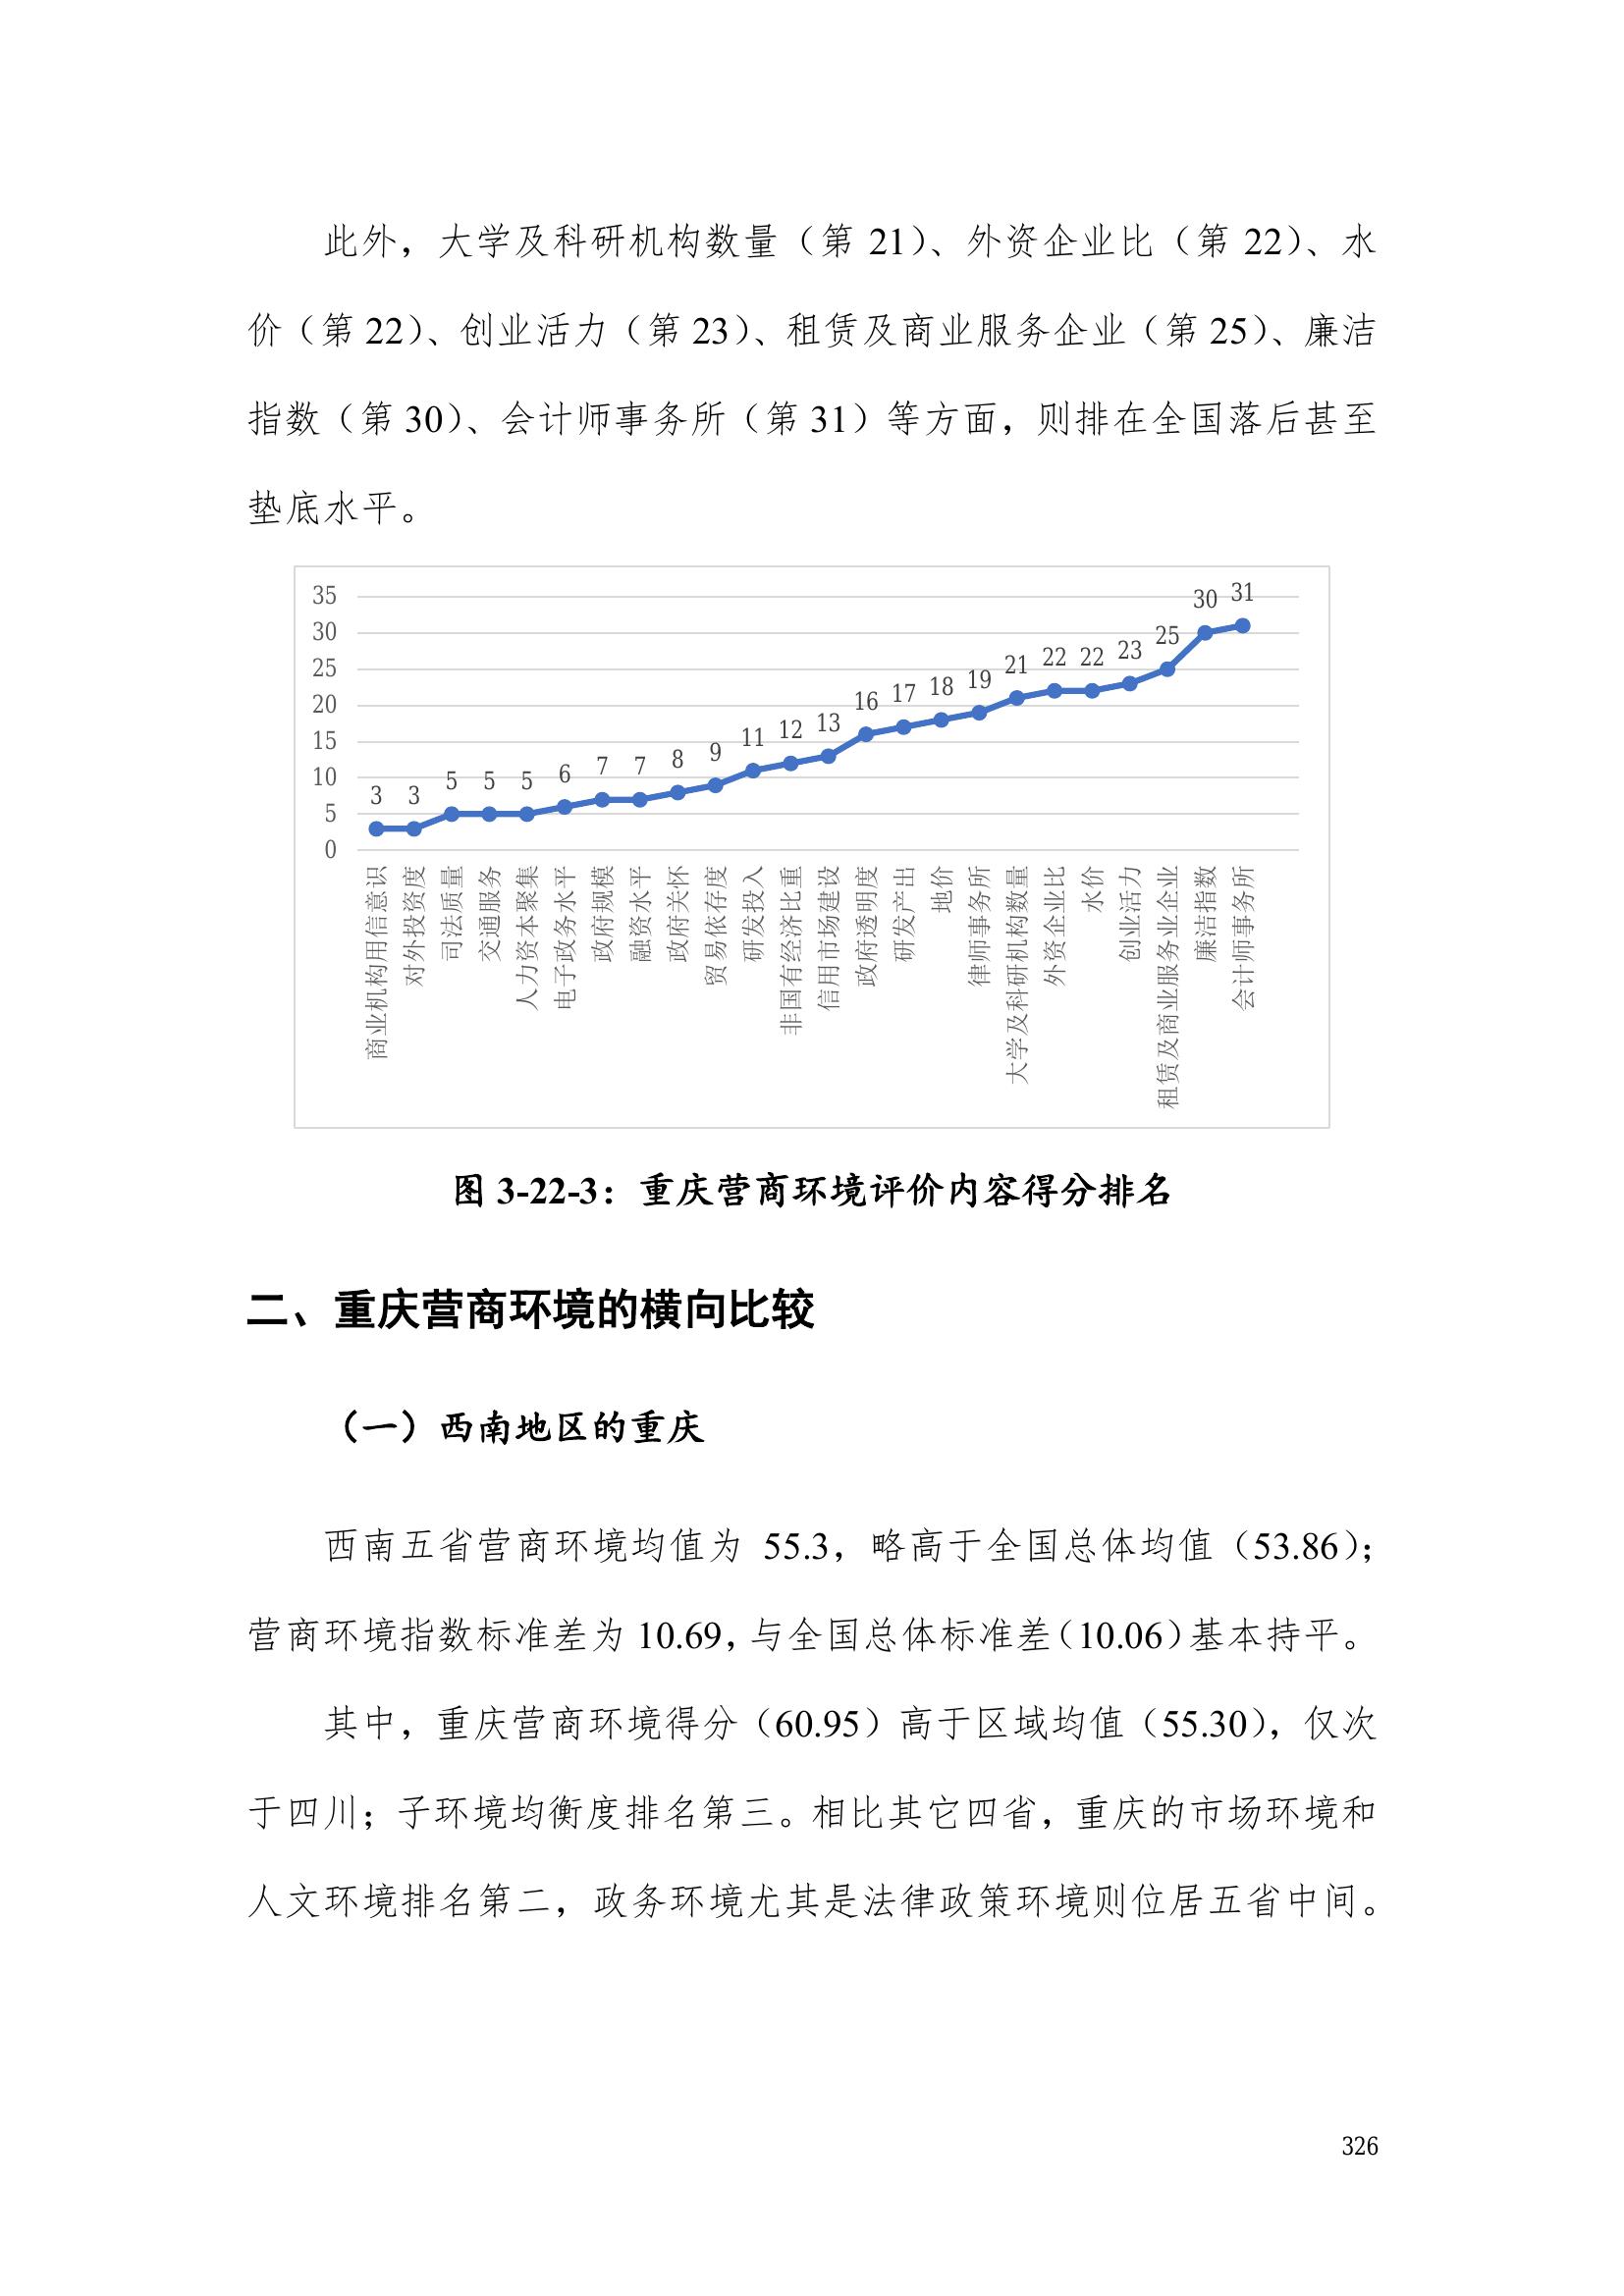 此外，大学及科研机构数量（第 21）、外资企业比（第 22）、水
价（第 22）、创业活力（第 23）、租赁及商业服务企业（第 25）、廉洁
指数（第 30）、会计师事务所（第 31）等方面，则排在全国落后甚至
垫底水平。
35
30
25
20
15
10
5
0
3 3 5 5 5 6 7 7 8 9 11 12 13 16 17 18 19 21 22 22 23 25 30 31
商业机构用信意识
对外投资度
司法质量
交通服务
人力资本聚集
电子政务水平
政府规模
融资水平
政府关怀
贸易依存度
研发投入
非国有经济比重
信用市场建设
政府透明度
研发产出
地价
律师事务所
大学及科研机构数量
外资企业比
水价
创业活力
租赁及商业服务业企业
廉洁指数
会计师事务所
图 3-22-3：重庆营商环境评价内容得分排名
二、重庆营商环境的横向比较
（一）西南地区的重庆
西南五省营商环境均值为 55.3，略高于全国总体均值（53.86）；
营商环境指数标准差为 10.69，与全国总体标准差（10.06）基本持平。
其中，重庆营商环境得分（60.95）高于区域均值（55.30），仅次
于四川；子环境均衡度排名第三。相比其它四省，重庆的市场环境和
人文环境排名第二，政务环境尤其是法律政策环境则位居五省中间。
326